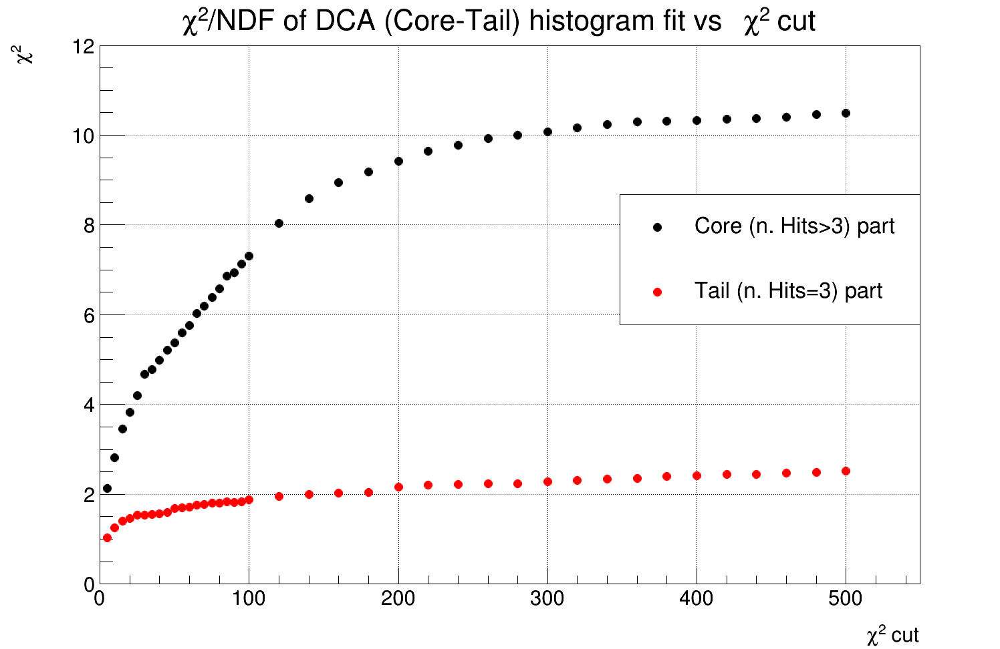 χ²/NDF of DCA (Core-Tail) histogram fit vs χ² cut
χ²
12
10
8
6
4
2
0
Core (n. Hits>3) part
Tail (n. Hits=3) part
0 100 200 300 400 500
χ² cut